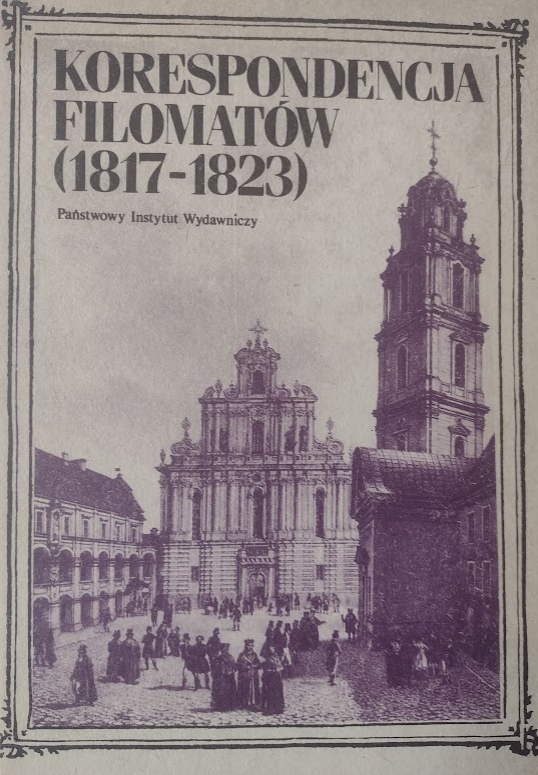 KORESPONDENCJA
FILOMATÓW
(1817-1823)
Państwowy Instytut Wydawniczy